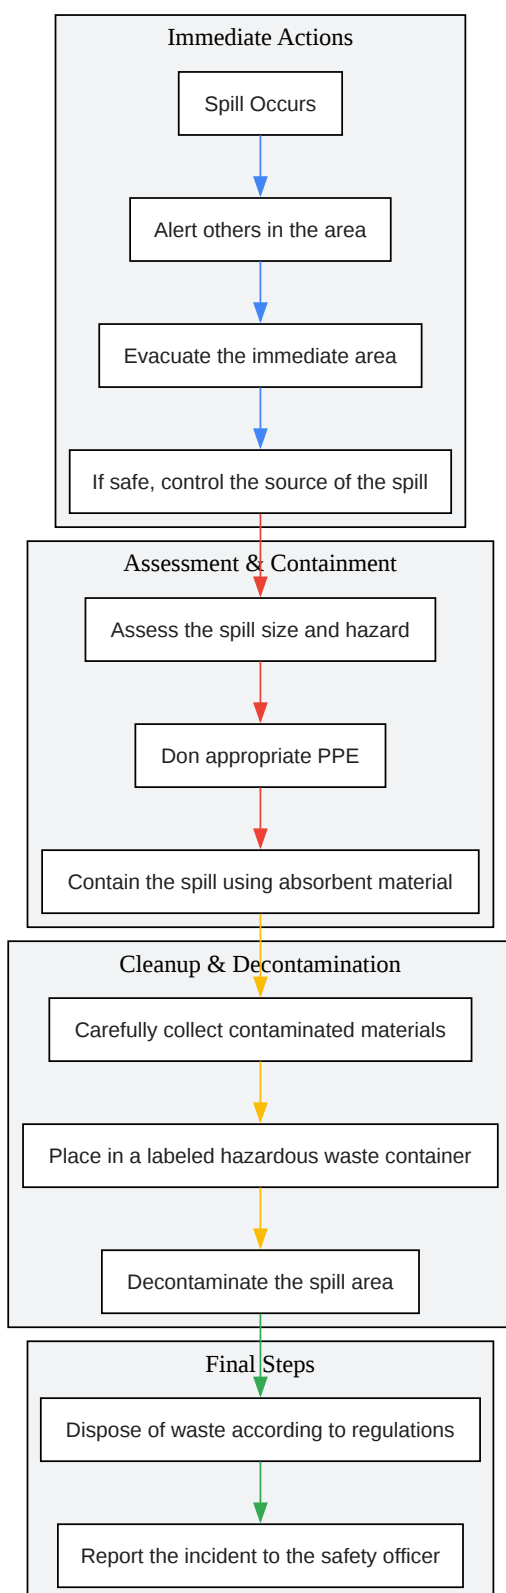 Immediate Actions
Spill Occurs
Alert others in the area
Evacuate the immediate area
If safe, control the source of the spill
Assessment & Containment
Assess the spill size and hazard
Don appropriate PPE
Contain the spill using absorbent material
Cleanup & Decontamination
Carefully collect contaminated materials
Place in a labeled hazardous waste container
Decontaminate the spill area
Final Steps
Dispose of waste according to regulations
Report the incident to the safety officer